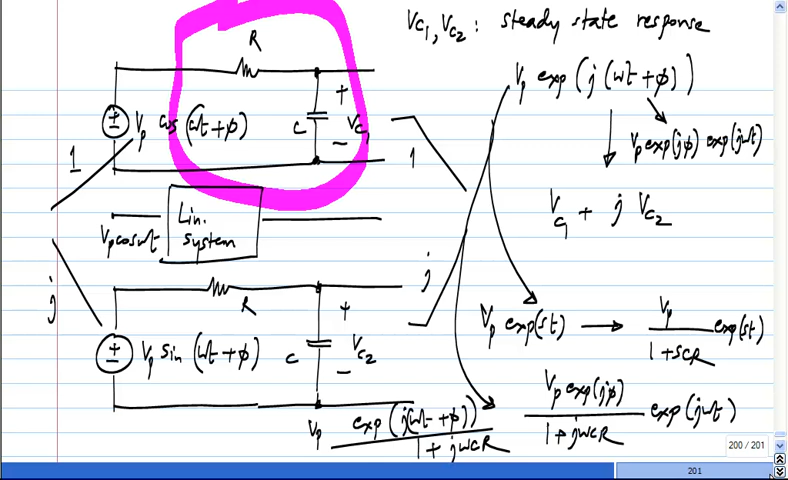 VC1, VC2 : steady state response
R
Vp exp (j (ωt+ϕ))
+
Vp cos (ωt+ϕ)
C
VC1
−
Vp exp(jϕ) exp(jωt)
1
1
VC1 + j VC2
Lin. system
Vp cosωt
j
j
R
+
Vp sin (ωt+ϕ)
C
VC2
−
Vp exp(st) → Vp / 1+sCR exp(st)
Vp exp(j(ωt+ϕ)) / 1+jωCR
Vp exp(jϕ) / 1+jωCR exp(jωt)
200 / 201
201